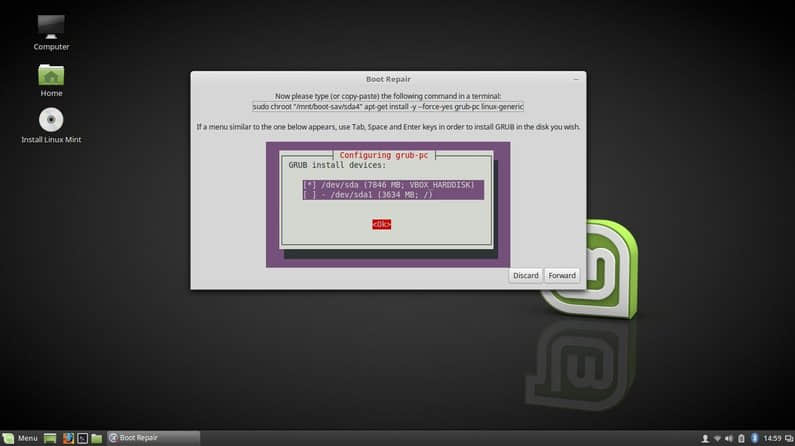 Computer
Home
Install Linux Mint
Boot Repair
Now please type (or copy-paste) the following command in a terminal:
sudo chroot "/mnt/boot-sav/sda4" apt-get install -y --force-yes grub-pc linux-generic
If a menu similar to the one below appears, use Tab, Space and Enter keys in order to install GRUB in the disk you wish.
Configuring grub-pc
GRUB install devices:
[*] /dev/sda (7846 MB; VBOX HARDDISK)
[ ] - /dev/sda1 (3634 MB; /)
<Ok>
Discard Forward
Menu Boot Repair 14:59